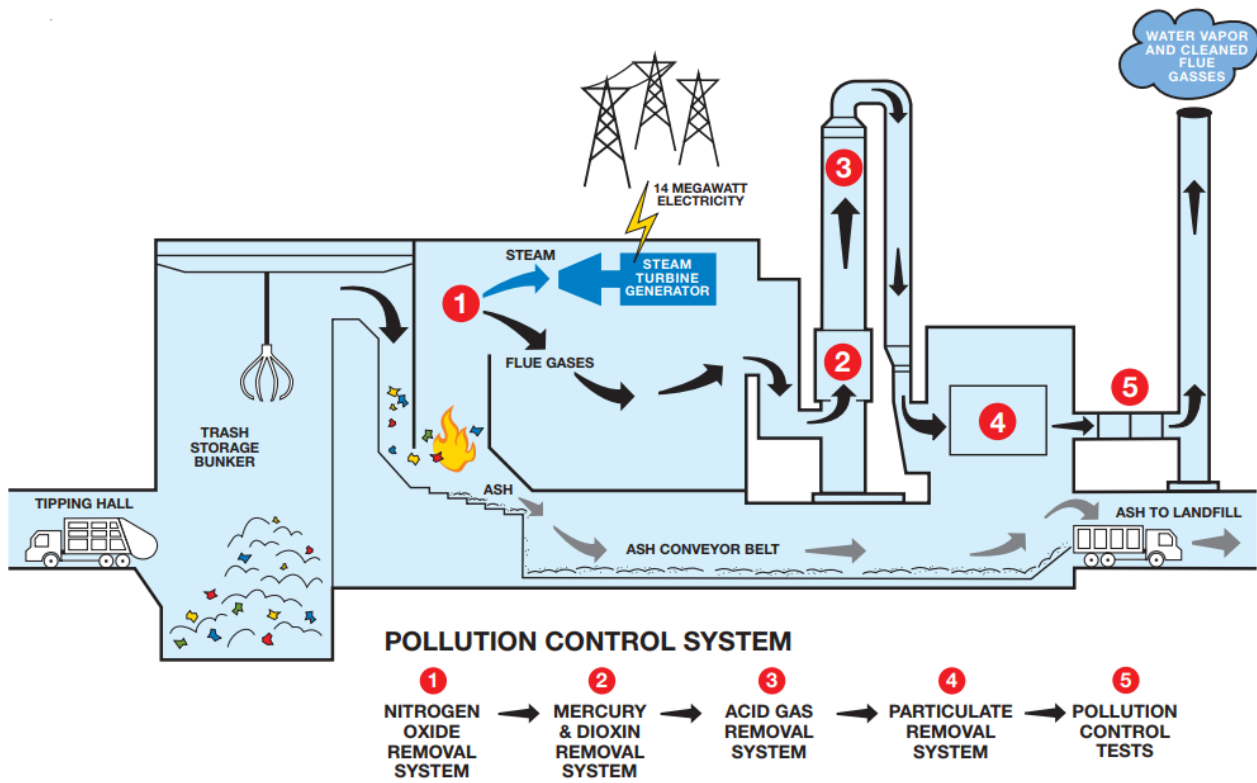 WATER VAPOR
AND CLEANED
FLUE
GASSES
3
14 MEGAWATT
ELECTRICITY
STEAM
STEAM
TURBINE
GENERATOR
1
FLUE GASES
2
5
4
TRASH
STORAGE
BUNKER
ASH
TIPPING HALL
ASH TO LANDFILL
ASH CONVEYOR BELT
POLLUTION CONTROL SYSTEM
1
NITROGEN
OXIDE
REMOVAL
SYSTEM
2
MERCURY
& DIOXIN
REMOVAL
SYSTEM
3
ACID GAS
REMOVAL
SYSTEM
4
PARTICULATE
REMOVAL
SYSTEM
5
POLLUTION
CONTROL
TESTS